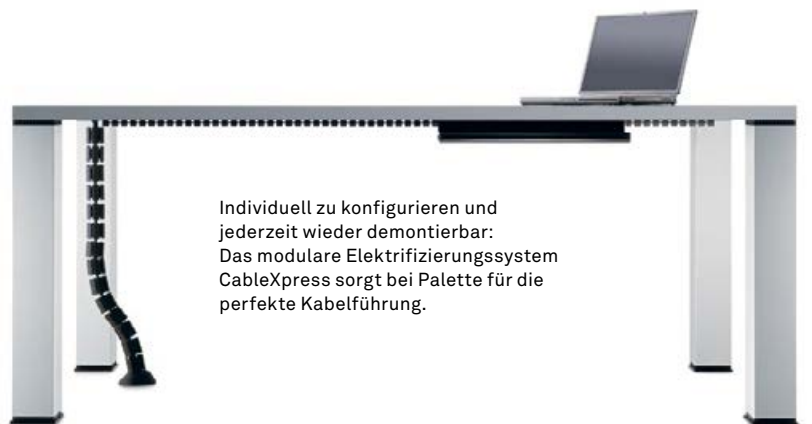 Individuell zu konfigurieren und
jederzeit wieder demontierbar:
Das modulare Elektrifizierungssystem
CableXpress sorgt bei Palette für die
perfekte Kabelführung.